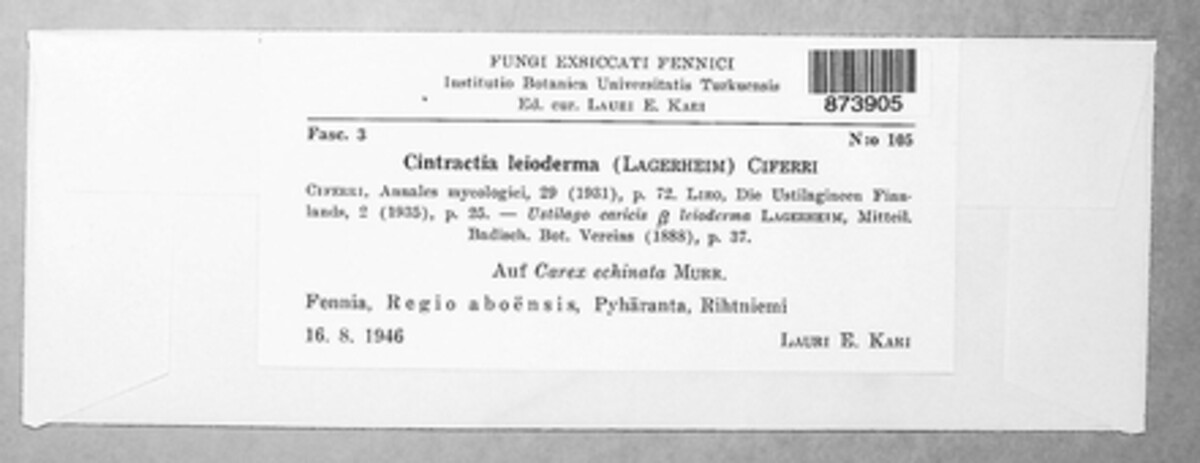 FUNGI EXSICCATI FENNICI
Institutio Botanica Universitatis Turkuensis
Ed. cur. LAURI E. KARI
873905
Fasc. 3 N:o 105
Cintractia leioderma (LAGERHEIM) CIFERRI
CIFERRI, Annales mycologici, 29 (1931), p. 72. LIRO, Die Ustilagineen Finn-
lands, 2 (1935), p. 25. — Ustilago caricis β leioderma LAGERHEIM, Mitteil.
Badisch. Bot. Vereins (1888), p. 37.
Auf Carex echinata MURR.
Fennia, Regio aboënsis, Pyhäranta, Rihtniemi
16. 8. 1946 LAURI E. KARI